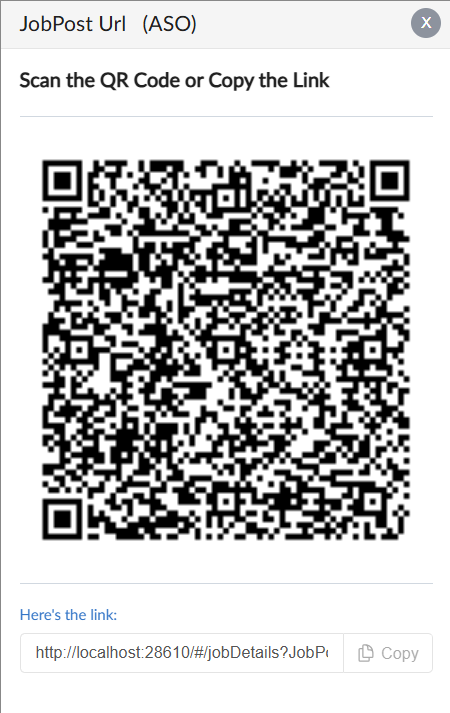 JobPost Url (ASO)
X
Scan the QR Code or Copy the Link
Here's the link:
http://localhost:28610/#/jobDetails?JobPo
Copy